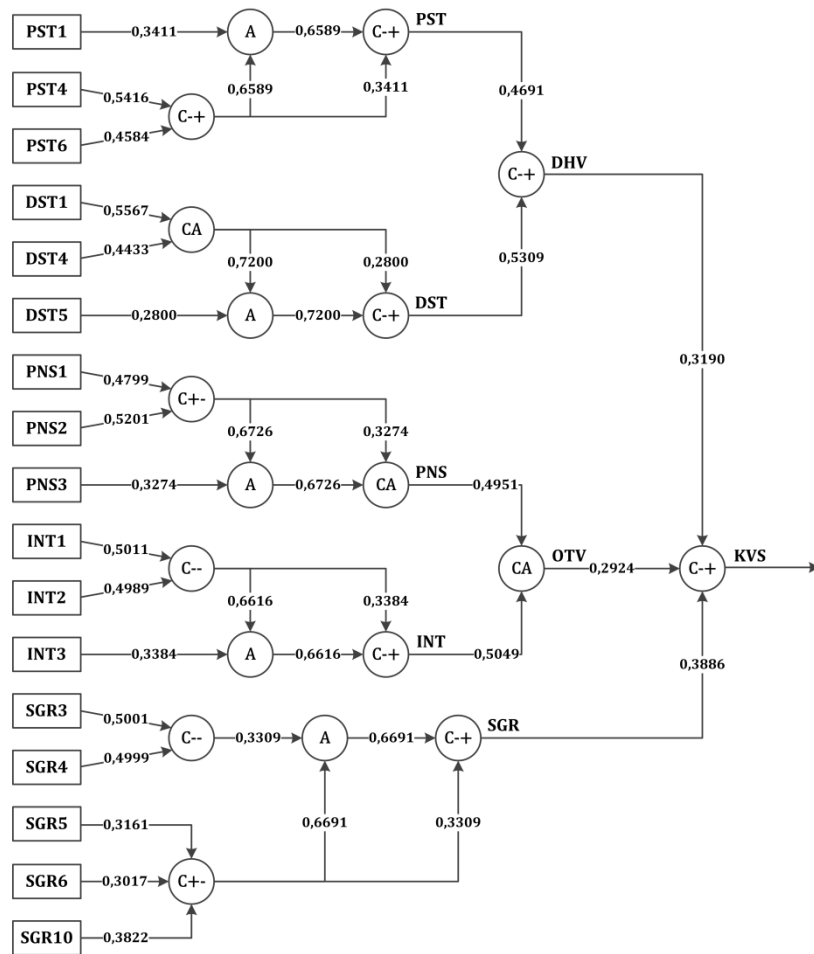 PST1 0,3411 A 0,6589 C-+ PST
PST4 0,5416 0,6589 0,3411 0,4691
C-+
PST6 0,4584
C-+ DHV
DST1 0,5567
CA
DST4 0,4433 0,7200 0,2800 0,5309
DST5 0,2800 A 0,7200 C-+ DST
PNS1 0,4799 0,3190
C+-
PNS2 0,5201 0,6726 0,3274
PNS3 0,3274 A 0,6726 CA PNS 0,4951
INT1 0,5011
C-- CA OTV 0,2924 C-+ KVS
INT2 0,4989 0,6616 0,3384
INT3 0,3384 A 0,6616 C-+ INT 0,5049
0,3886
SGR3 0,5001
C-- 0,3309 A 0,6691 C-+ SGR
SGR4 0,4999
SGR5 0,3161 0,6691 0,3309
SGR6 0,3017 C+-
SGR10 0,3822